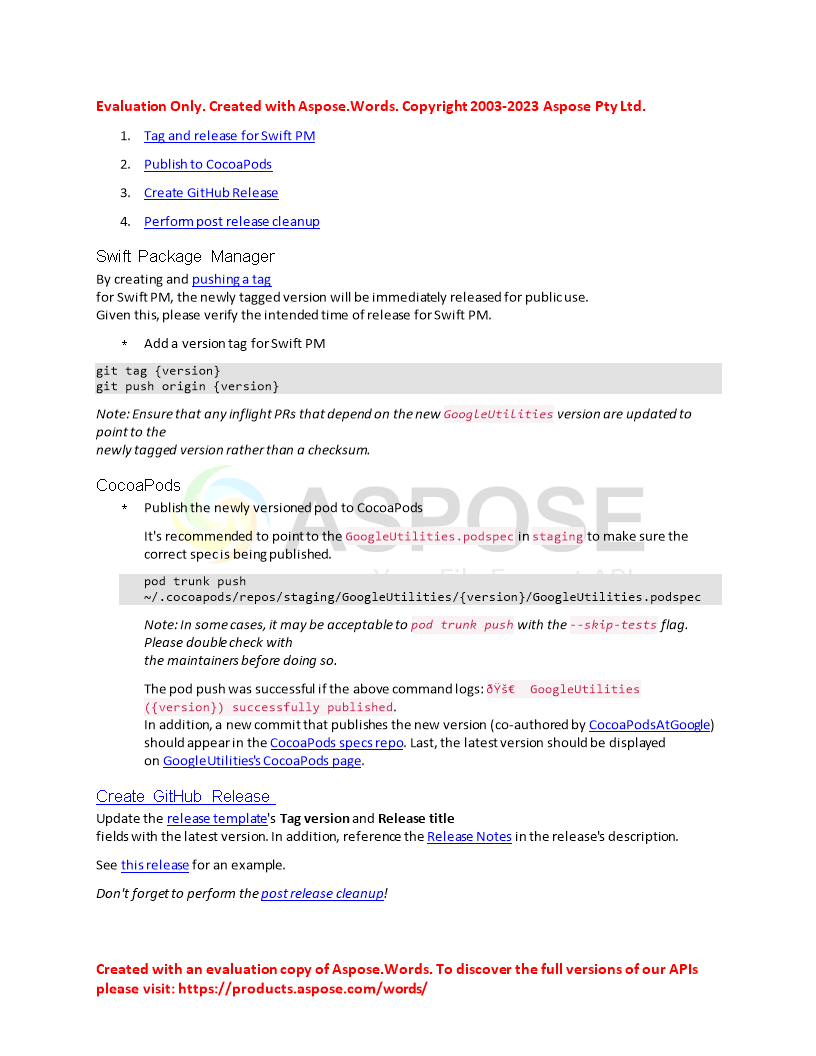 Evaluation Only. Created with Aspose.Words. Copyright 2003-2023 Aspose Pty Ltd.
1. Tag and release for Swift PM
2. Publish to CocoaPods
3. Create GitHub Release
4. Perform post release cleanup
Swift Package Manager
By creating and pushing a tag
for Swift PM, the newly tagged version will be immediately released for public use.
Given this, please verify the intended time of release for Swift PM.
* Add a version tag for Swift PM
git tag {version}
git push origin {version}
Note: Ensure that any inflight PRs that depend on the new GoogleUtilities version are updated to
point to the
newly tagged version rather than a checksum.
CocoaPods
ASPOSE
* Publish the newly versioned pod to CocoaPods
It's recommended to point to the GoogleUtilities.podspec in staging to make sure the
correct spec is being published.
pod trunk push
~/.cocoapods/repos/staging/GoogleUtilities/{version}/GoogleUtilities.podspec
Note: In some cases, it may be acceptable to pod trunk push with the --skip-tests flag.
Please double check with
the maintainers before doing so.
The pod push was successful if the above command logs: ðŸš€ GoogleUtilities
({version}) successfully published.
In addition, a new commit that publishes the new version (co-authored by CocoaPodsAtGoogle)
should appear in the CocoaPods specs repo. Last, the latest version should be displayed
on GoogleUtilities's CocoaPods page.
Create GitHub Release
Update the release template's Tag version and Release title
fields with the latest version. In addition, reference the Release Notes in the release's description.
See this release for an example.
Don't forget to perform the post release cleanup!
Created with an evaluation copy of Aspose.Words. To discover the full versions of our APIs
please visit: https://products.aspose.com/words/